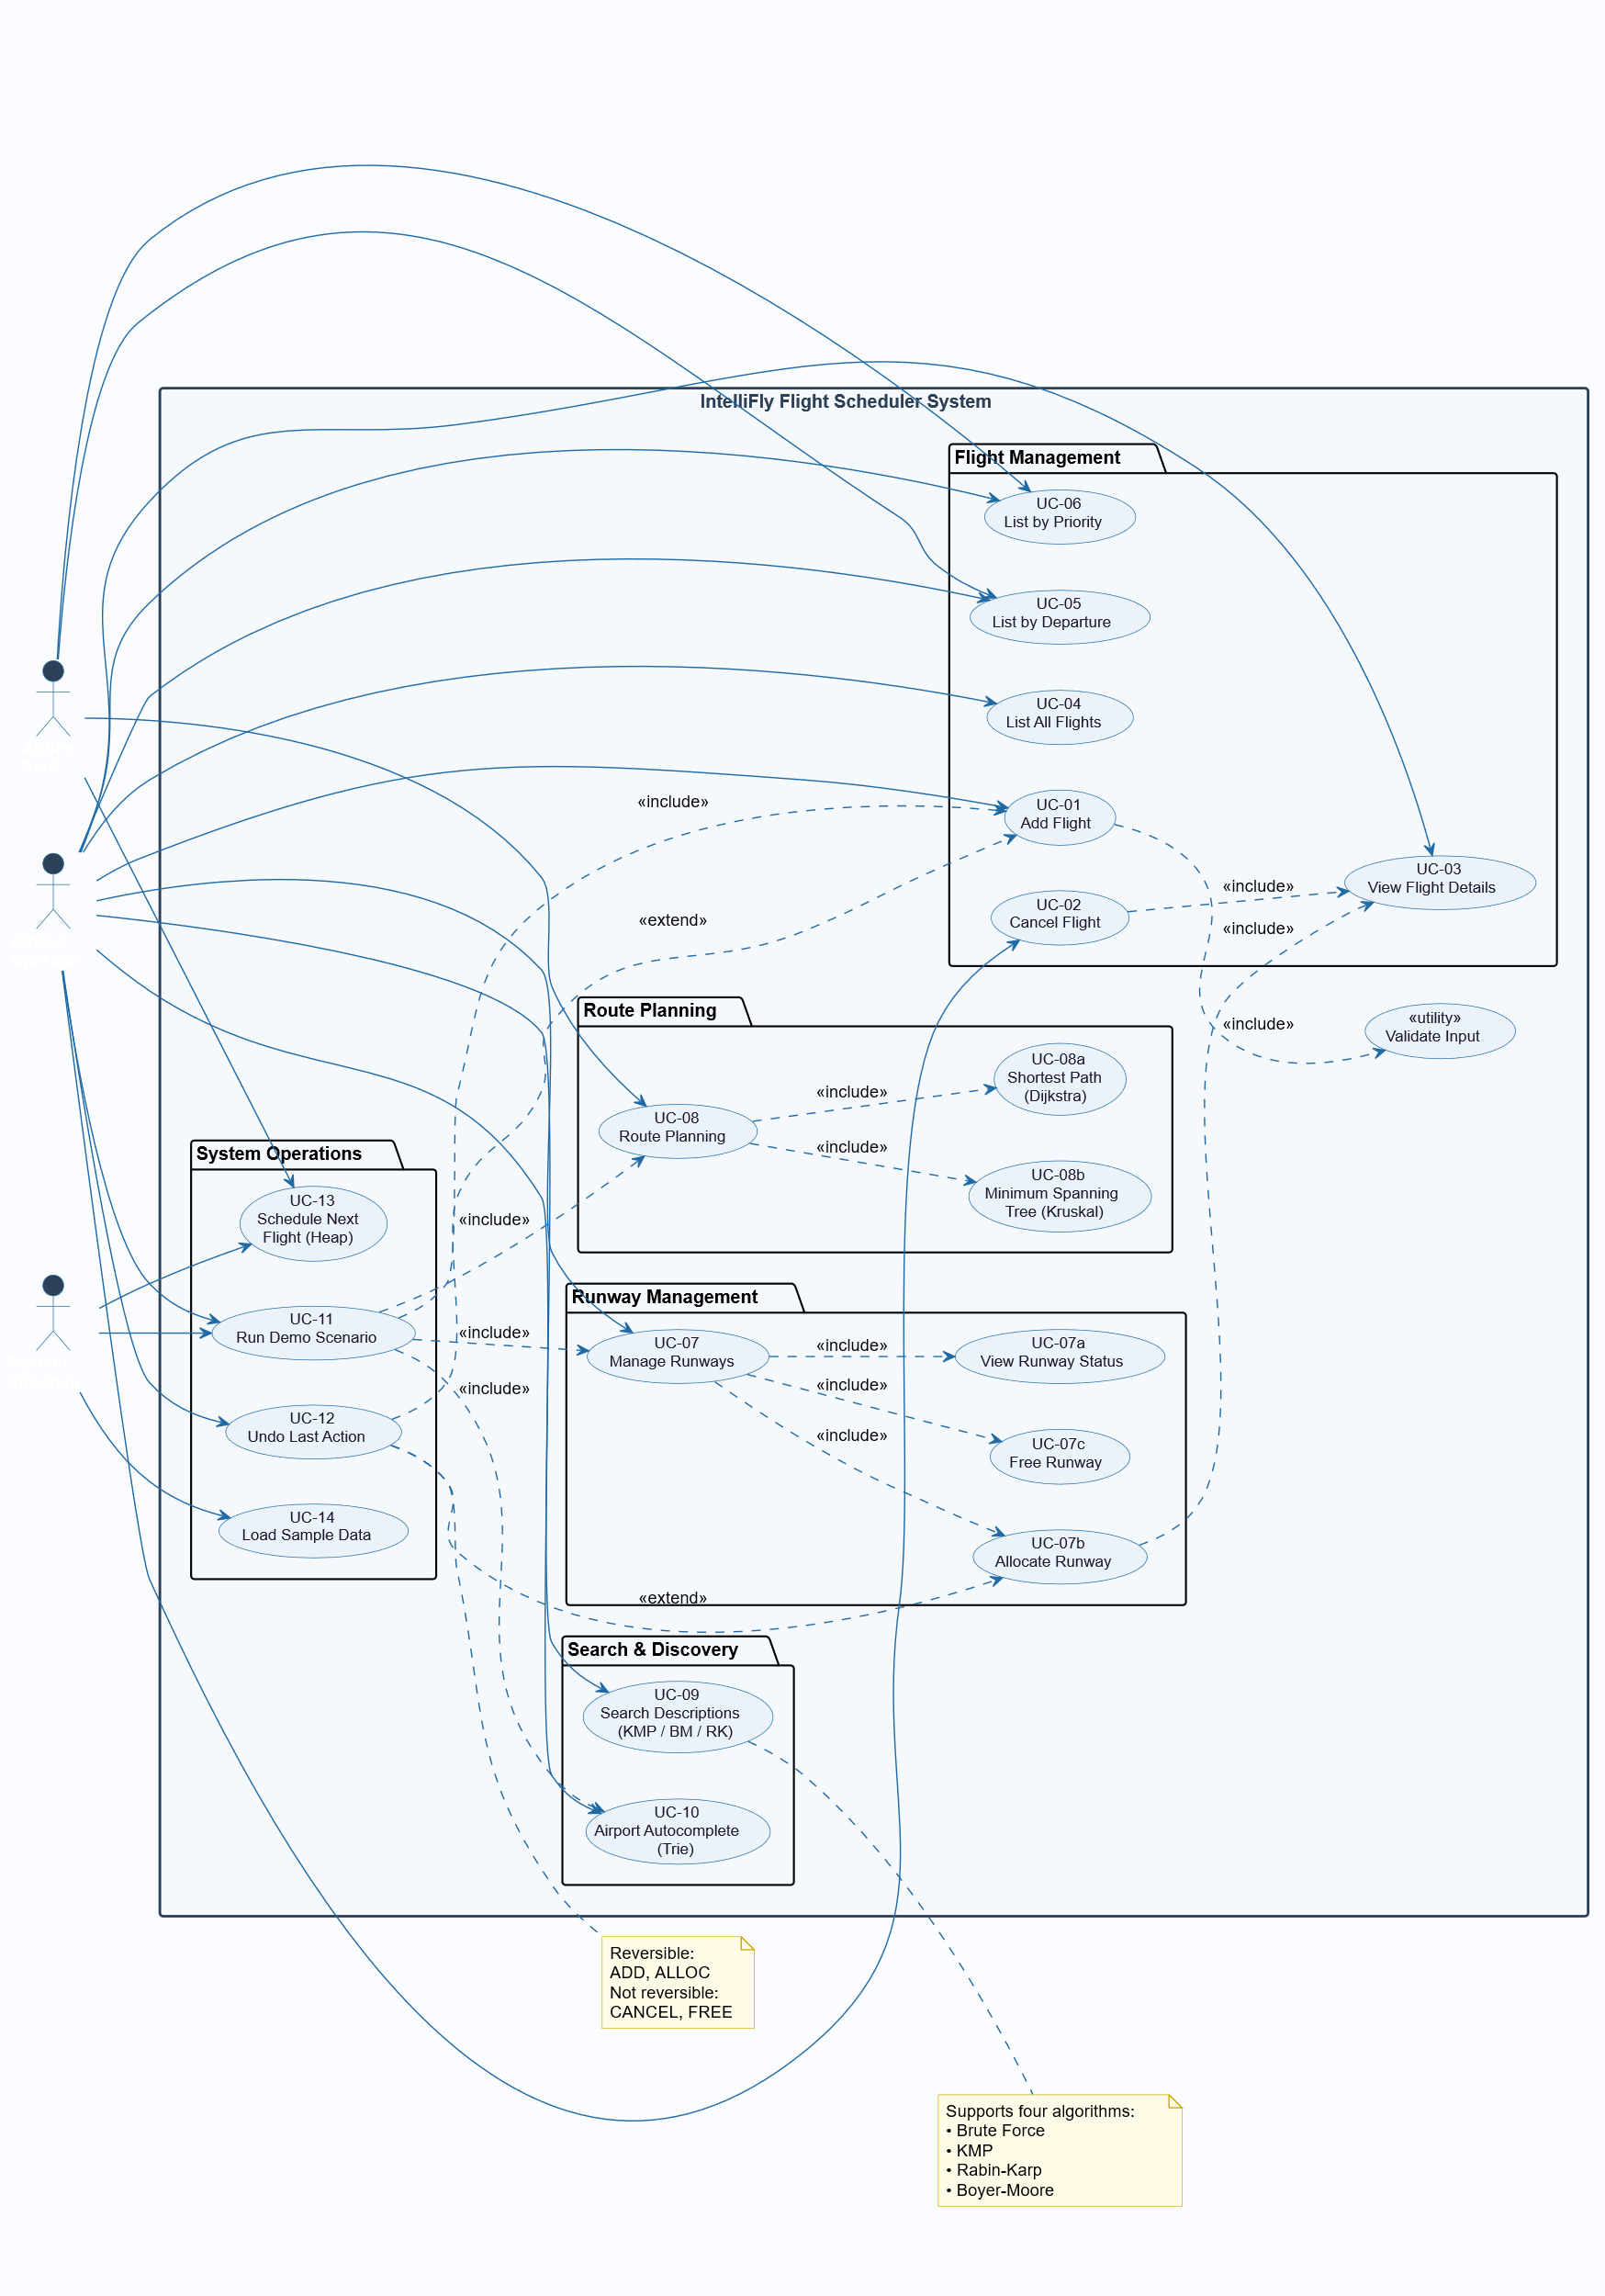 IntelliFly Flight Scheduler System
Flight Management
UC-06
List by Priority
UC-05
List by Departure
UC-04
List All Flights
UC-01
Add Flight
UC-02
Cancel Flight
UC-03
View Flight Details
«include»
«extend»
«include»
«include»
«include»
«utility»
Validate Input
Route Planning
UC-08
Route Planning
«include»
«include»
UC-08a
Shortest Path
(Dijkstra)
UC-08b
Minimum Spanning
Tree (Kruskal)
System Operations
UC-13
Schedule Next
Flight (Heap)
UC-11
Run Demo Scenario
UC-12
Undo Last Action
UC-14
Load Sample Data
«include»
«include»
«include»
Runway Management
UC-07
Manage Runways
«include»
«include»
«include»
UC-07a
View Runway Status
UC-07c
Free Runway
UC-07b
Allocate Runway
«extend»
Search & Discovery
UC-09
Search Descriptions
(KMP / BM / RK)
UC-10
Airport Autocomplete
(Trie)
Reversible:
ADD, ALLOC
Not reversible:
CANCEL, FREE
Supports four algorithms:
• Brute Force
• KMP
• Rabin-Karp
• Boyer-Moore